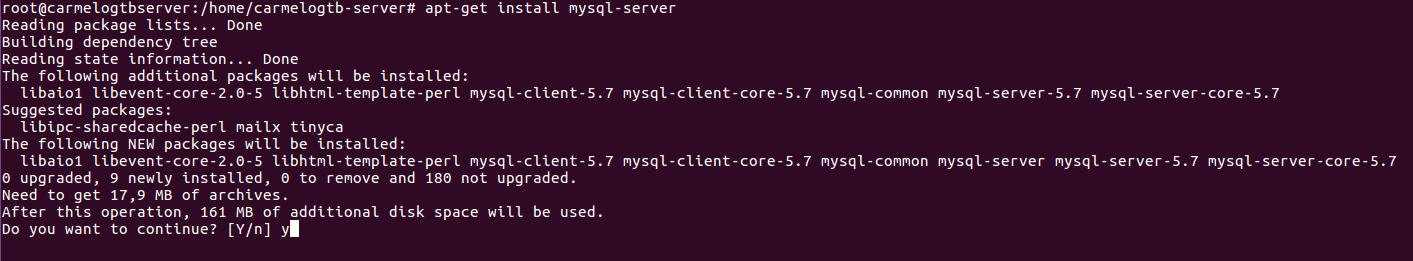 root@carmelogtbserver:/home/carmelogtb-server# apt-get install mysql-server
Reading package lists... Done
Building dependency tree
Reading state information... Done
The following additional packages will be installed:
  libaio1 libevent-core-2.0-5 libhtml-template-perl mysql-client-5.7 mysql-client-core-5.7 mysql-common mysql-server-5.7 mysql-server-core-5.7
Suggested packages:
  libipc-sharedcache-perl mailx tinyca
The following NEW packages will be installed:
  libaio1 libevent-core-2.0-5 libhtml-template-perl mysql-client-5.7 mysql-client-core-5.7 mysql-common mysql-server mysql-server-5.7 mysql-server-core-5.7
0 upgraded, 9 newly installed, 0 to remove and 180 not upgraded.
Need to get 17,9 MB of archives.
After this operation, 161 MB of additional disk space will be used.
Do you want to continue? [Y/n] y